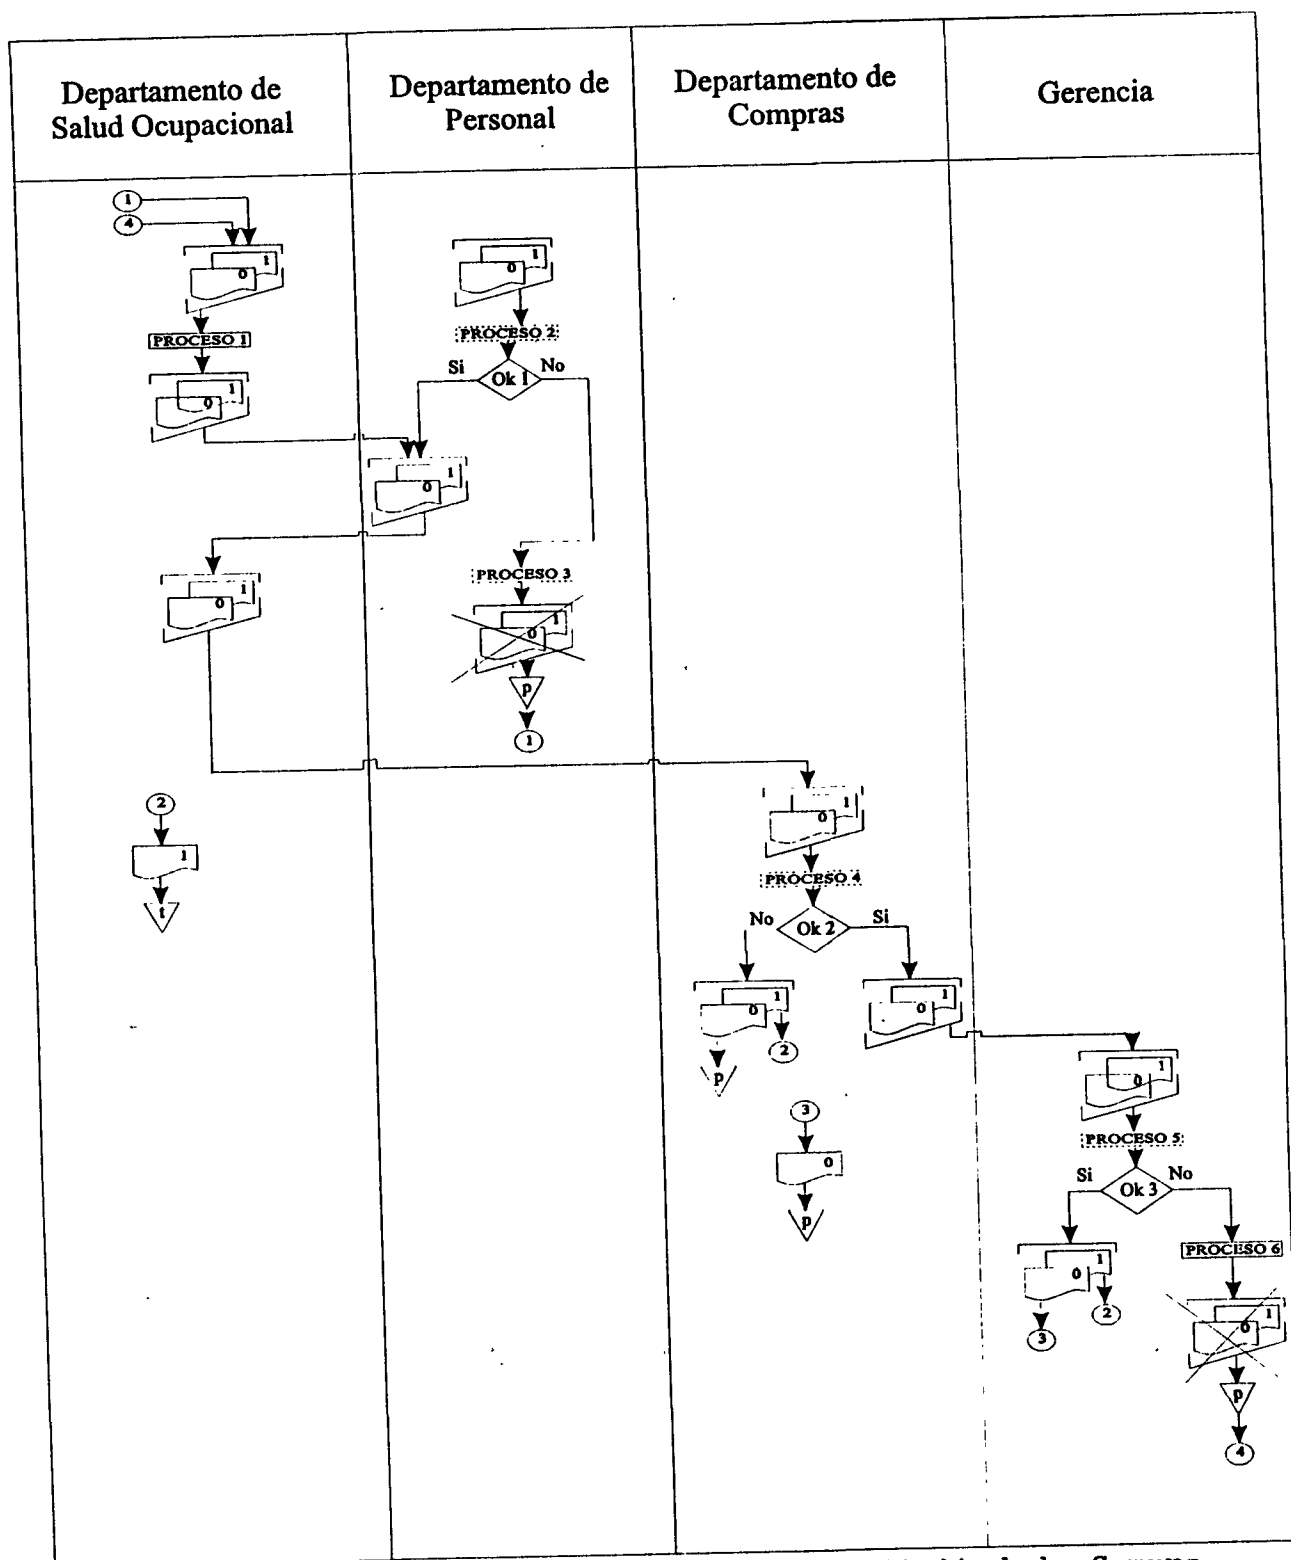 Departamento de
Salud Ocupacional
Departamento de
Personal
Departamento de
Compras
Gerencia
1
4
1
0
1
0
PROCESO 1
PROCESO 2
Si
Ok 1
No
1
0
1
0
1
0
PROCESO 3
1
0
p
1
2
1
t
1
0
PROCESO 4
No
Ok 2
Si
1
0
2
p
1
0
1
0
3
0
p
PROCESO 5
Si
Ok 3
No
1
0
2
3
PROCESO 6
1
0
p
4